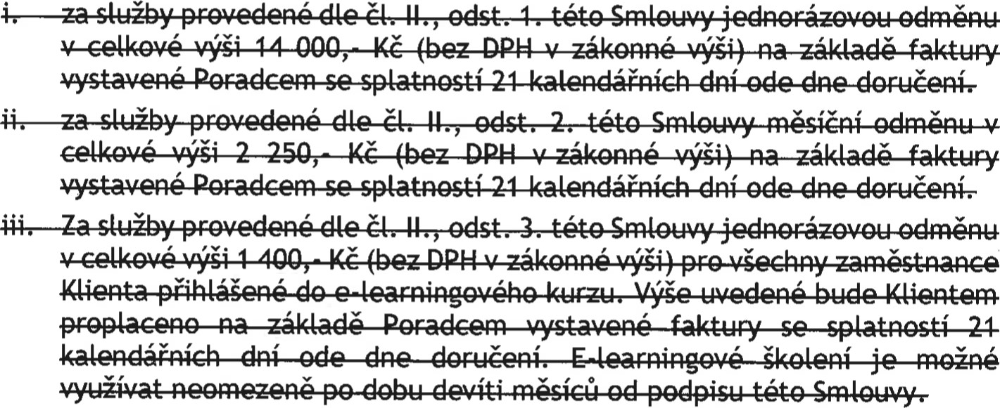 i. za služby provedené dle čl. II., odst. 1. této Smlouvy jednorázovou odměnu
v celkové výši 14 000,- Kč (bez DPH v zákonné výši) na základě faktury
vystavené Poradcem se splatností 21 kalendářních dní ode dne doručení.
ii. za služby provedené dle čl. II., odst. 2. této Smlouvy měsíční odměnu v
celkové výši 2 250,- Kč (bez DPH v zákonné výši) na základě faktury
vystavené Poradcem se splatností 21 kalendářních dní ode dne doručení.
iii. Za služby provedené dle čl. II., odst. 3. této Smlouvy jednorázovou odměnu
v celkové výši 1 400,- Kč (bez DPH v zákonné výši) pro všechny zaměstnance
Klienta přihlášené do e-learningového kurzu. Výše uvedené bude Klientem
proplaceno na základě Poradcem vystavené faktury se splatností 21
kalendářních dní ode dne doručení. E-learningové školení je možné
využívat neomezeně po dobu devíti měsíců od podpisu této Smlouvy.